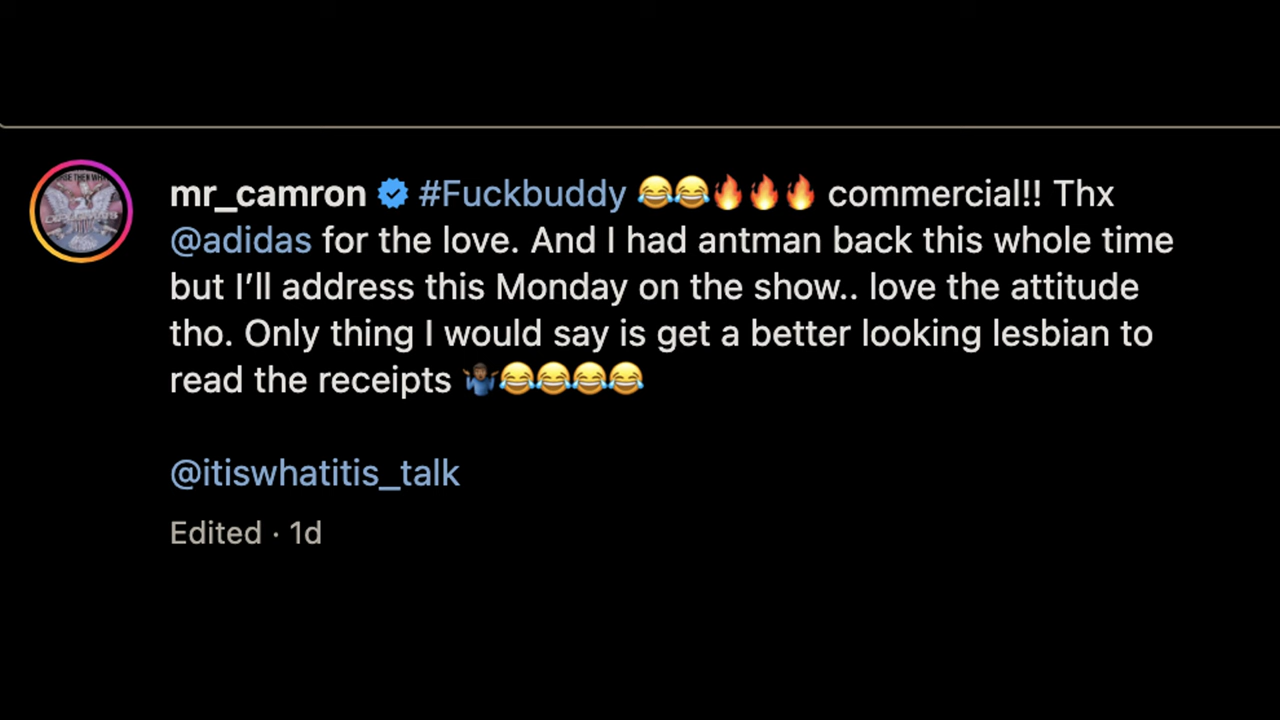 mr_camron #Fuckbuddy 😂😂🔥🔥🔥 commercial!! Thx
@adidas for the love. And I had antman back this whole time
but I’ll address this Monday on the show.. love the attitude
tho. Only thing I would say is get a better looking lesbian to
read the receipts 🤷🏾‍♂️😂😂😂😂
@itiswhatitis_talk
Edited · 1d